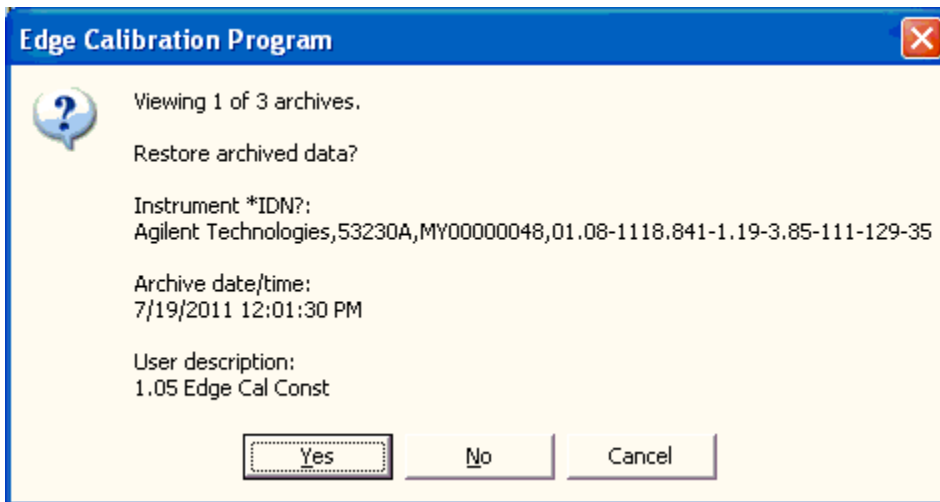 Edge Calibration Program
Viewing 1 of 3 archives.
Restore archived data?
Instrument *IDN?:
Agilent Technologies,53230A,MY00000048,01.08-1118.841-1.19-3.85-111-129-35
Archive date/time:
7/19/2011 12:01:30 PM
User description:
1.05 Edge Cal Const
Yes No Cancel